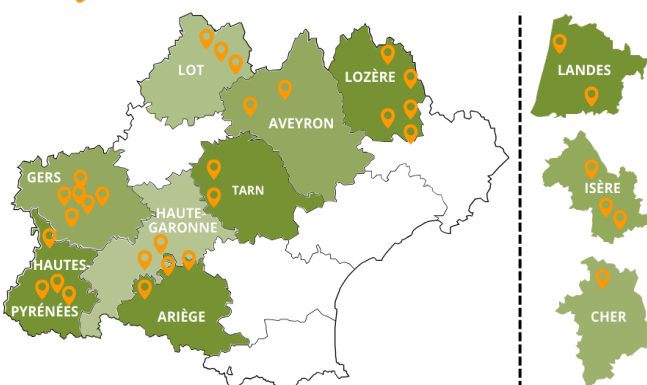 LOT
LOZÈRE
LANDES
AVEYRON
GERS
TARN
ISÈRE
HAUTE-
GARONNE
HAUTES
PYRÉNÉES
ARIÈGE
CHER